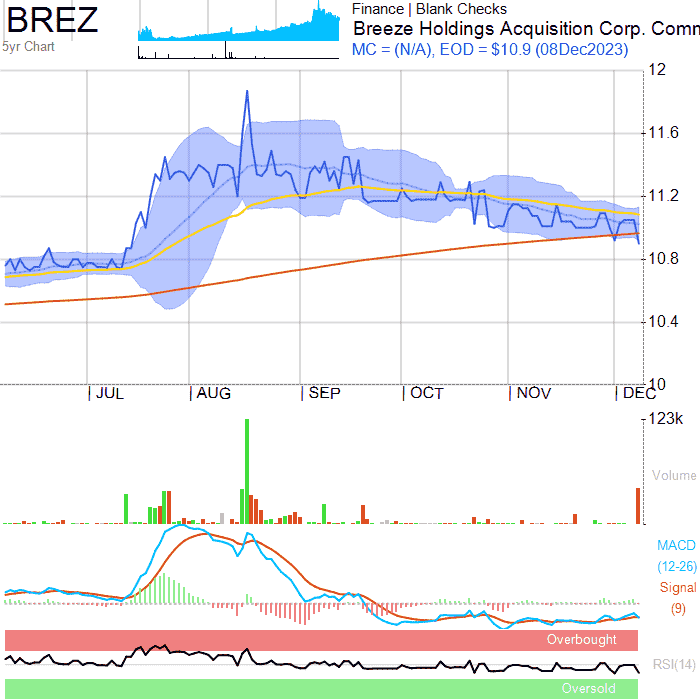 BREZ
5yr Chart
Finance | Blank Checks
Breeze Holdings Acquisition Corp. Comn
MC = (N/A), EOD = $10.9 (08Dec2023)
12
11.6
11.2
10.8
10.4
10
JUL AUG SEP OCT NOV DEC
123k
Volume
MACD
(12-26)
Signal
(9)
Overbought
RSI(14)
Oversold